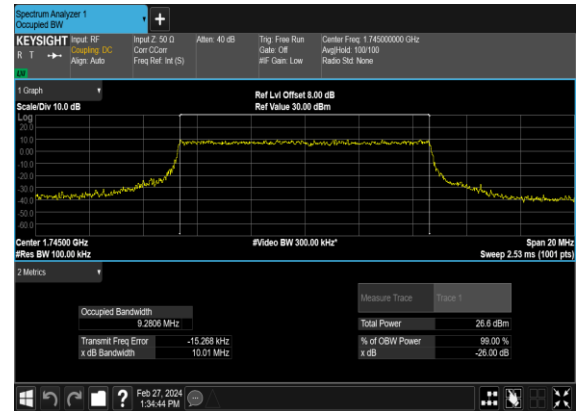 Spectrum Analyzer 1
Occupied BW
+
KEYSIGHT Input: RF Input Z: 50 Ω Atten: 40 dB Trig: Free Run Center Freq: 1.745000000 GHz
R T Coupling: DC Corr CCorr Gate: Off Avg|Hold: 100/100
Align: Auto Freq Ref: Int (S) #IF Gain: Low Radio Std: None
1 Graph
Ref Lvl Offset 8.00 dB
Scale/Div 10.0 dB Ref Value 30.00 dBm
Log
20.0
10.0
0.00
-10.0
-20.0
-30.0
-40.0
-50.0
-60.0
Center 1.74500 GHz #Video BW 300.00 kHz* Span 20 MHz
#Res BW 100.00 kHz Sweep 2.53 ms (1001 pts)
2 Metrics
Measure Trace Trace 1
Occupied Bandwidth
9.2806 MHz Total Power 26.6 dBm
Transmit Freq Error -15.268 kHz % of OBW Power 99.00 %
x dB Bandwidth 10.01 MHz x dB -26.00 dB
? Feb 27, 2024
1:34:44 PM